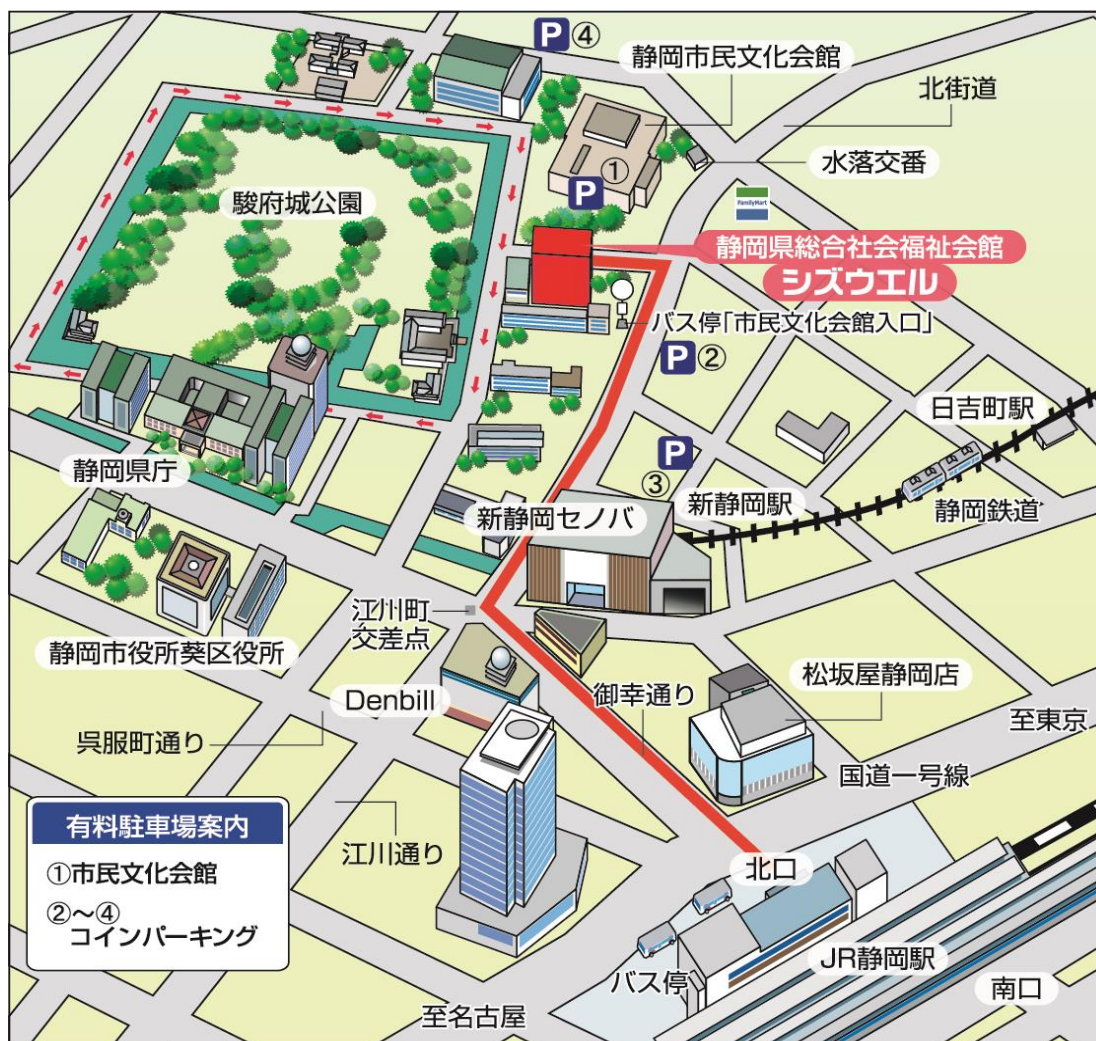 P④
静岡市民文化会館
北街道
水落交番
①
P
FamilyMart
駿府城公園
静岡県総合社会福祉会館
シズウエル
バス停「市民文化会館入口」
P②
日吉町駅
P
③
静岡県庁
新静岡セノバ
新静岡駅
静岡鉄道
江川町
交差点
静岡市役所葵区役所
松坂屋静岡店
Denbill
御幸通り
至東京
呉服町通り
国道一号線
有料駐車場案内
①市民文化会館
②〜④
コインパーキング
江川通り
北口
JR静岡駅
バス停
南口
至名古屋